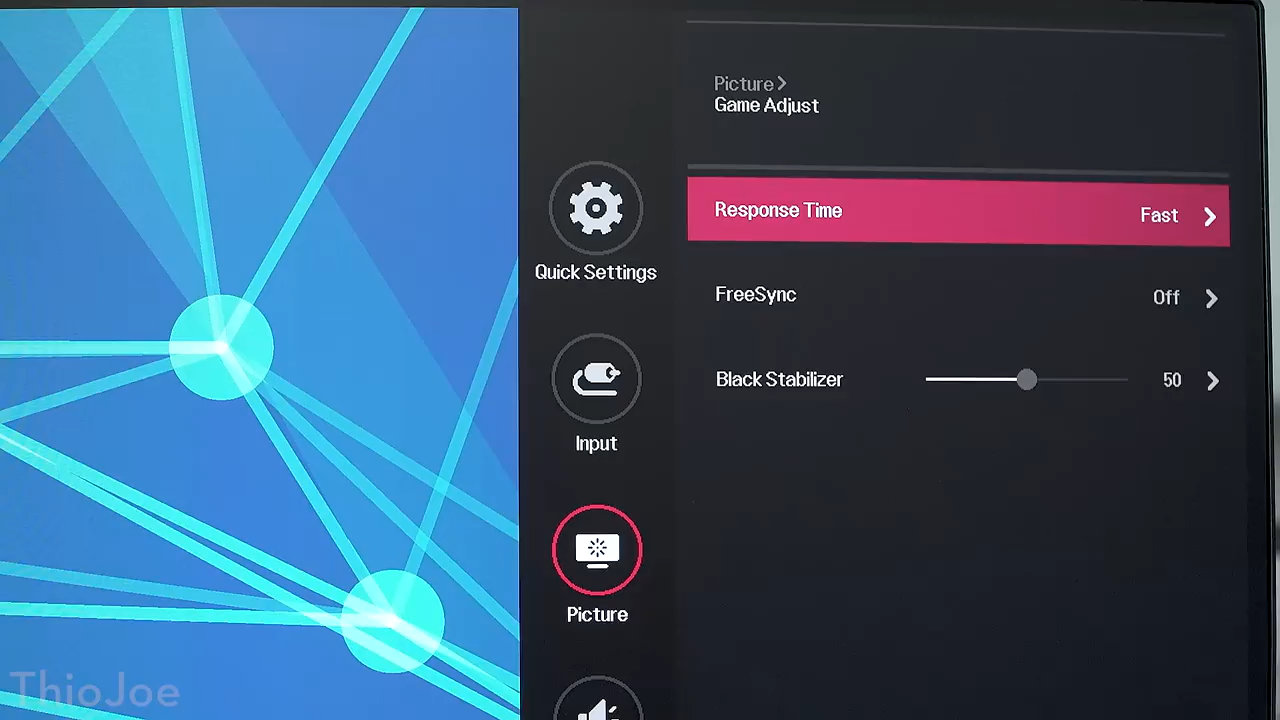 Picture >
Game Adjust
Quick Settings
Input
Picture
Response Time Fast
FreeSync Off
Black Stabilizer 50
ThioJoe